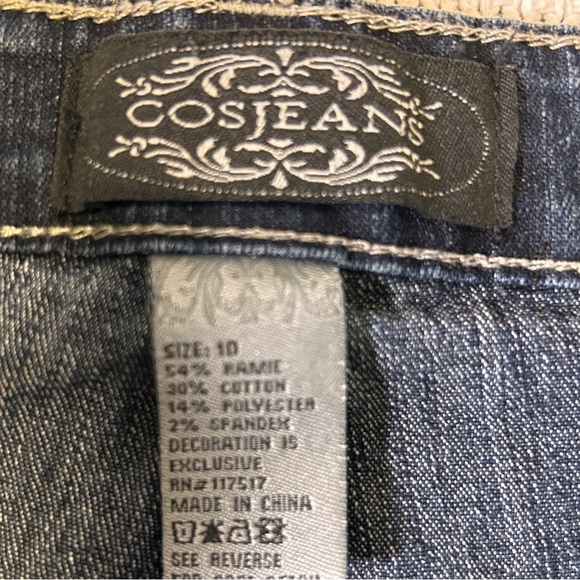 COSJEANS
SIZE: 10
54% RAMIE
30% COTTON
14% POLYESTER
2% SPANDEX
DECORATION IS
EXCLUSIVE
RN# 117517
MADE IN CHINA
SEE REVERSE
FOR